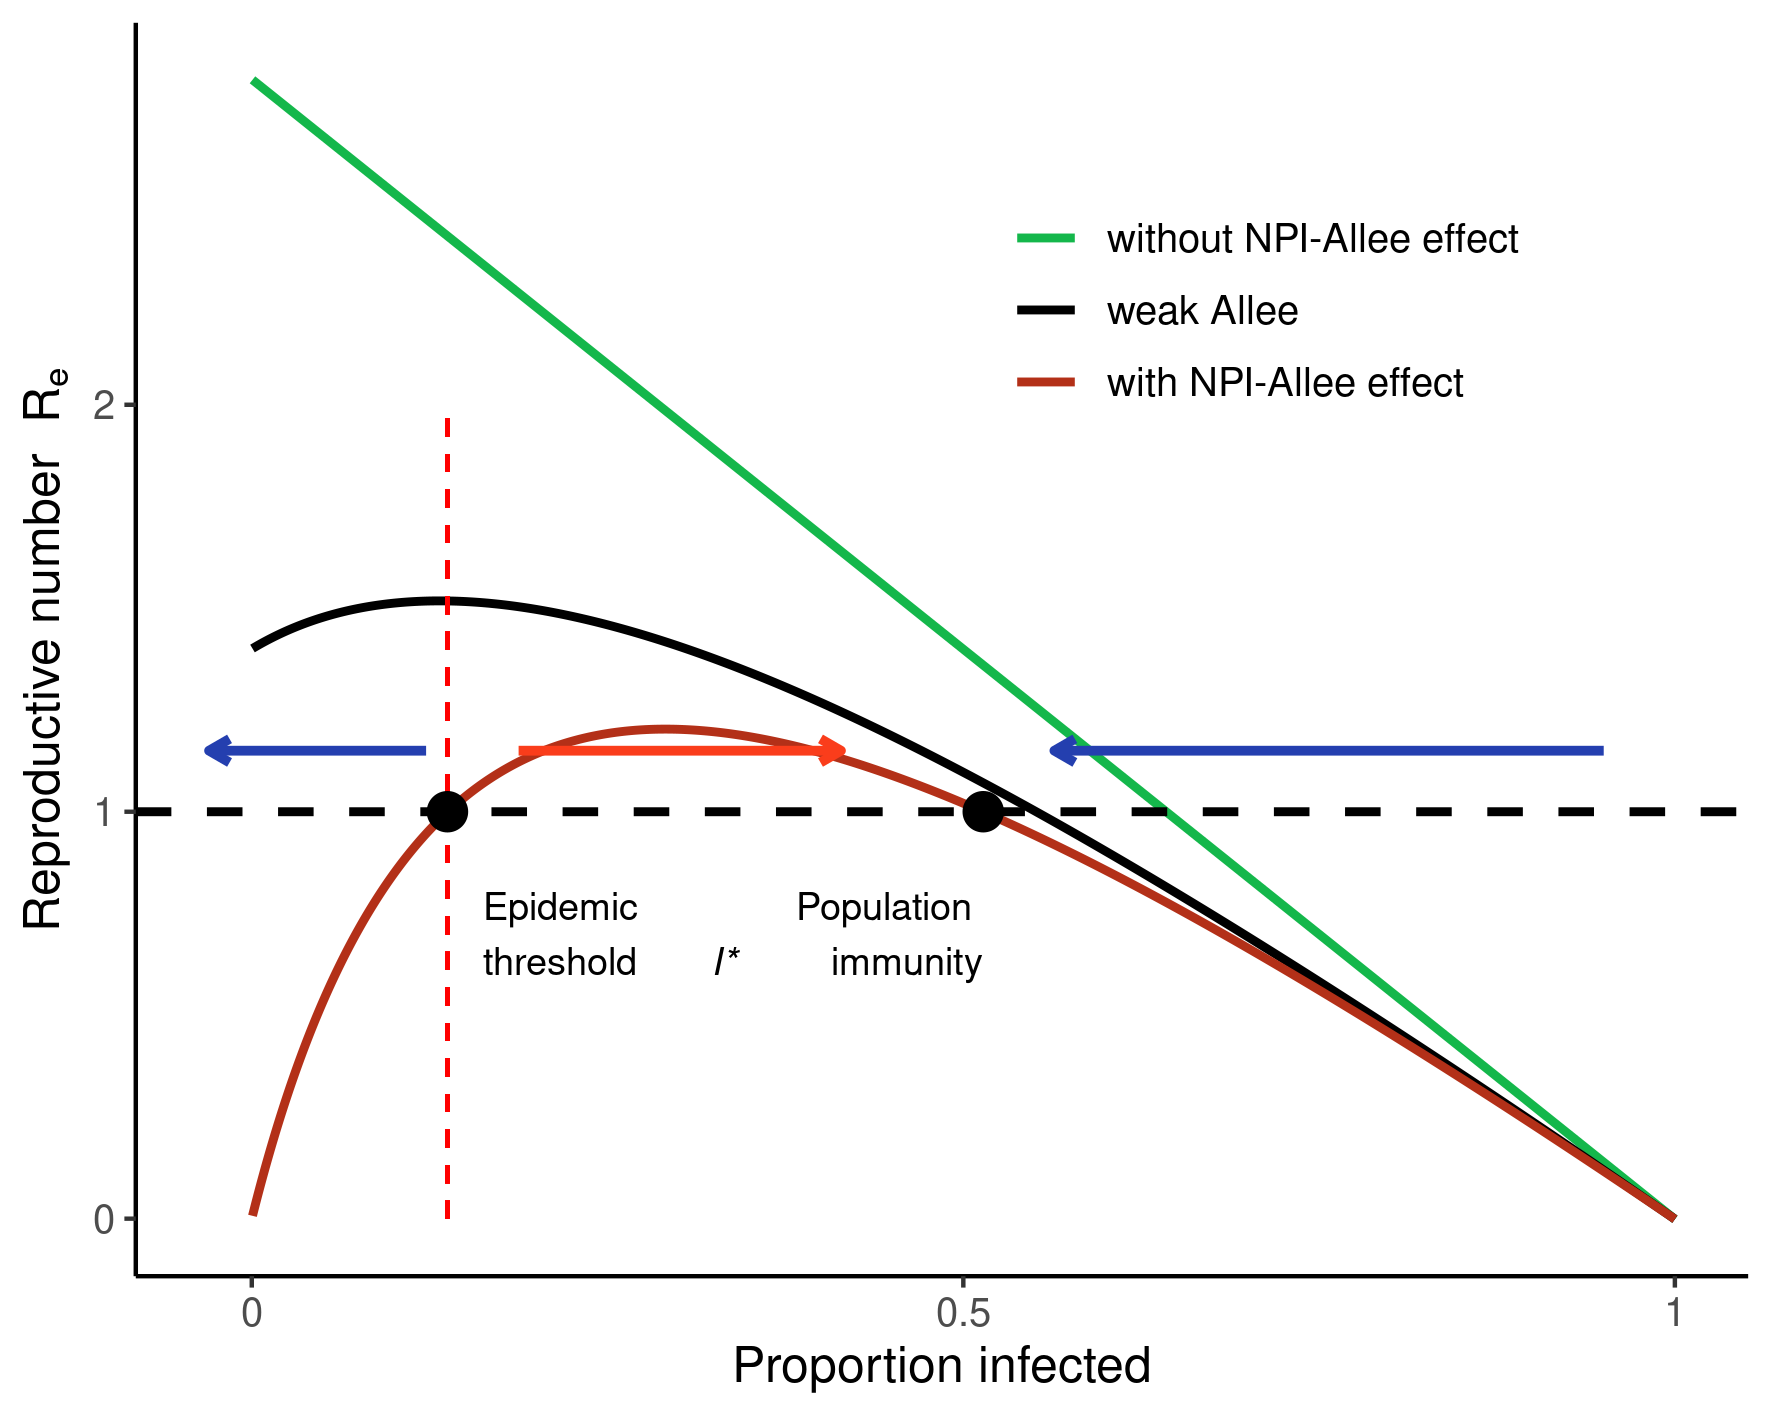 without NPI-Allee effect
weak Allee
with NPI-Allee effect
Reproductive number Re
2
1
0
Epidemic Population
threshold I* immunity
0 0.5 1
Proportion infected